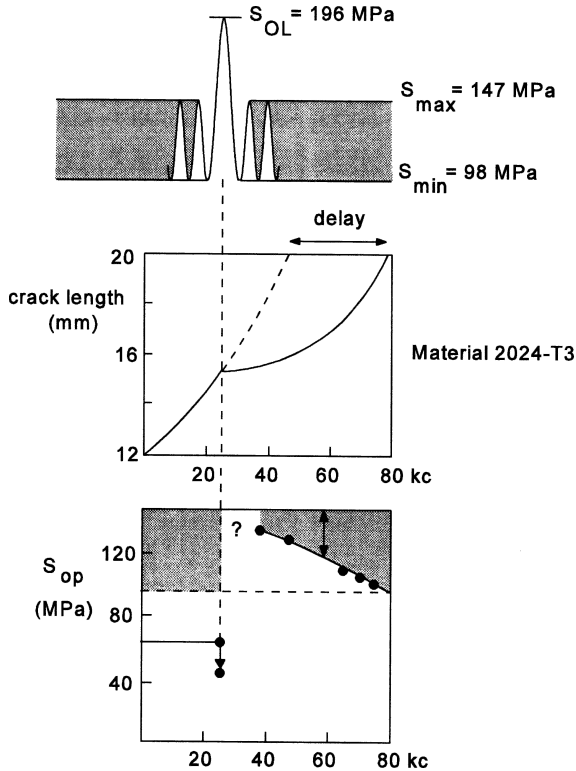 S_OL = 196 MPa
S_max = 147 MPa
S_min = 98 MPa
delay
20
crack length
(mm)
16
Material 2024-T3
12
20 40 60 80 kc
?
120
S_op
(MPa)
80
40
20 40 60 80 kc